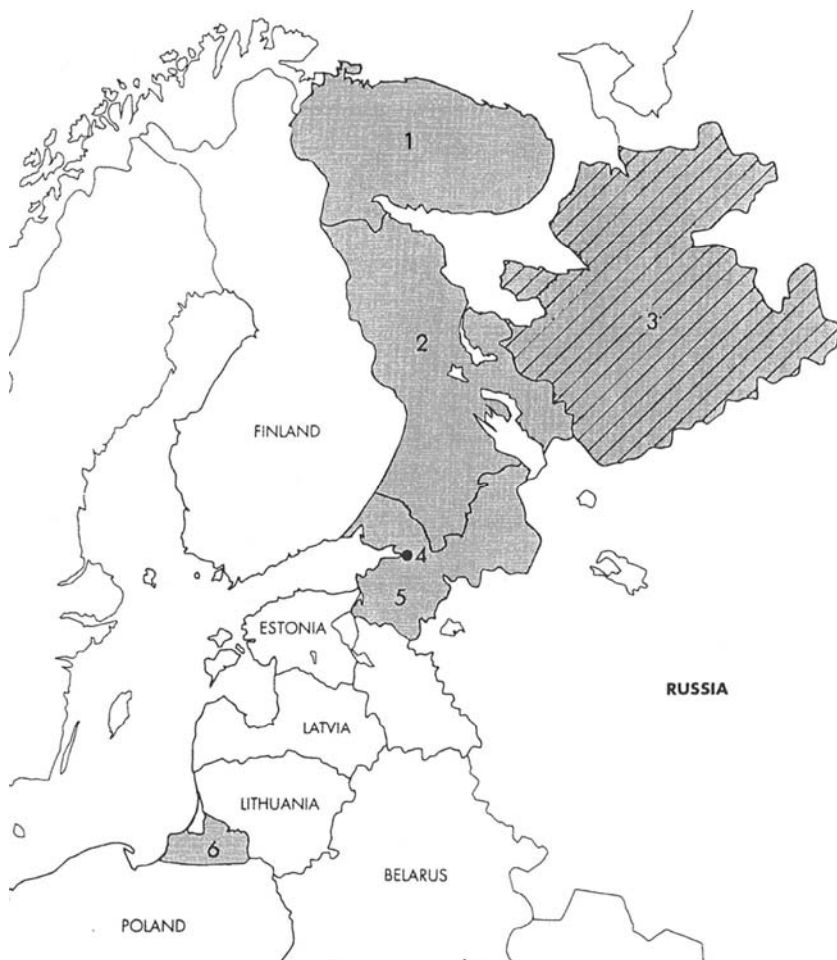 1
2
3
FINLAND
4
5
ESTONIA
RUSSIA
LATVIA
LITHUANIA
6
BELARUS
POLAND